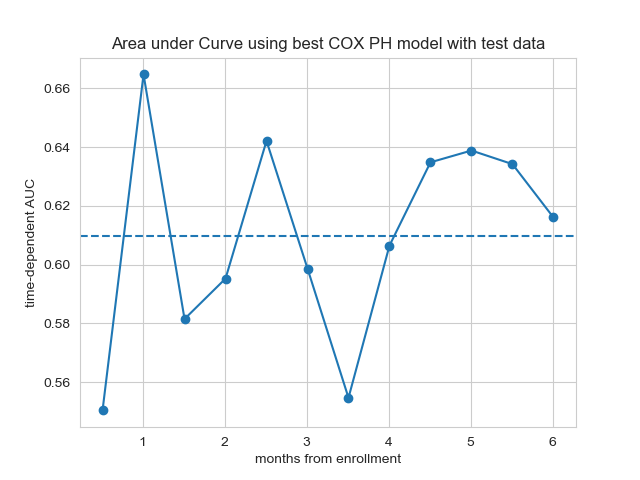 Area under Curve using best COX PH model with test data
time-dependent AUC
0.66
0.64
0.62
0.60
0.58
0.56
1 2 3 4 5 6
months from enrollment